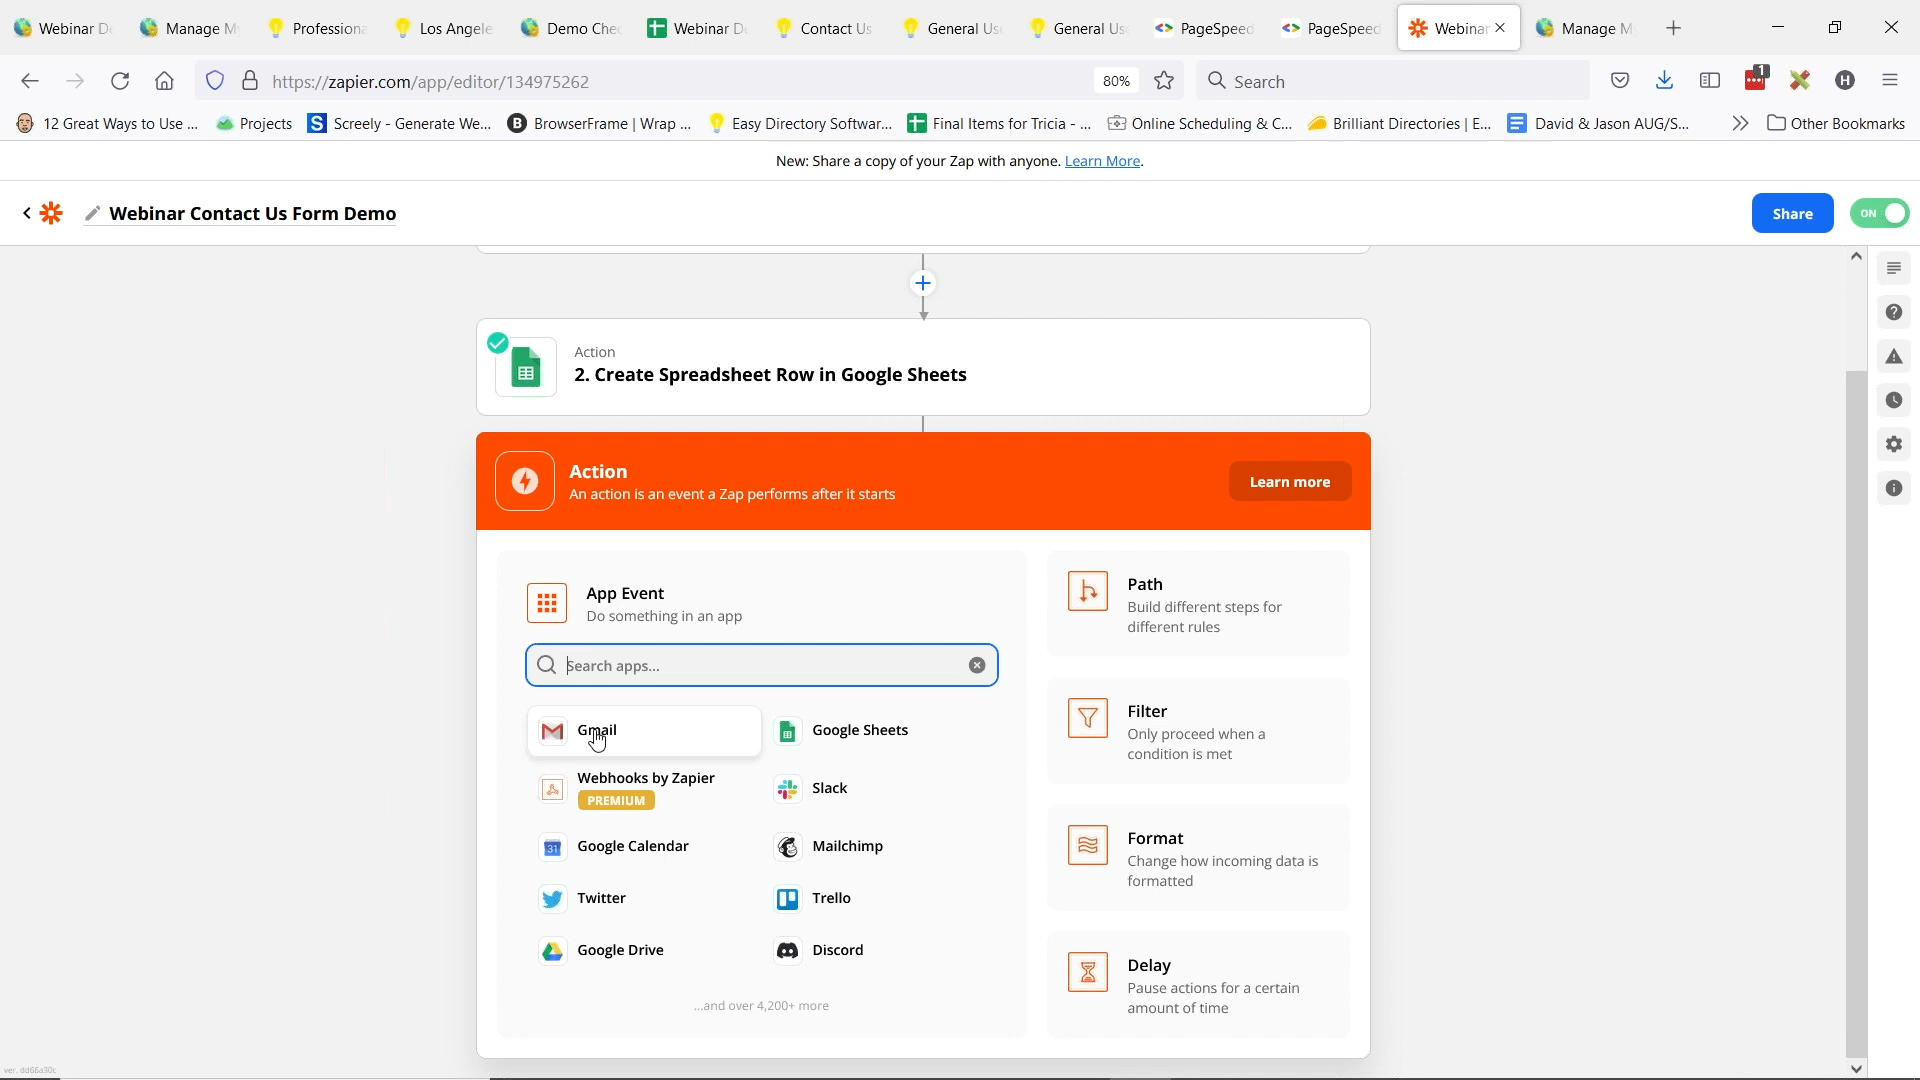 Webinar De
Manage M
Professiona
Los Angele
Demo Chec
Webinar De
Contact Us
General Us
General Us
PageSpeed
PageSpeed
Webinar
Manage M
https://zapier.com/app/editor/134975262
80%
Search
1
H
12 Great Ways to Use ...
Projects
S Screely - Generate We...
B BrowserFrame | Wrap ...
Easy Directory Softwar...
Final Items for Tricia - ...
Online Scheduling & C...
Brilliant Directories | E...
David & Jason AUG/S...
Other Bookmarks
New: Share a copy of your Zap with anyone. Learn More.
Webinar Contact Us Form Demo
Share
ON
Action
2. Create Spreadsheet Row in Google Sheets
Action
An action is an event a Zap performs after it starts
Learn more
App Event
Do something in an app
Search apps...
Gmail
Google Sheets
Webhooks by Zapier
PREMIUM
Slack
31
Google Calendar
Mailchimp
Twitter
Trello
Google Drive
Discord
...and over 4,200+ more
Path
Build different steps for
different rules
Filter
Only proceed when a
condition is met
Format
Change how incoming data is
formatted
Delay
Pause actions for a certain
amount of time
ver. dd66a30c